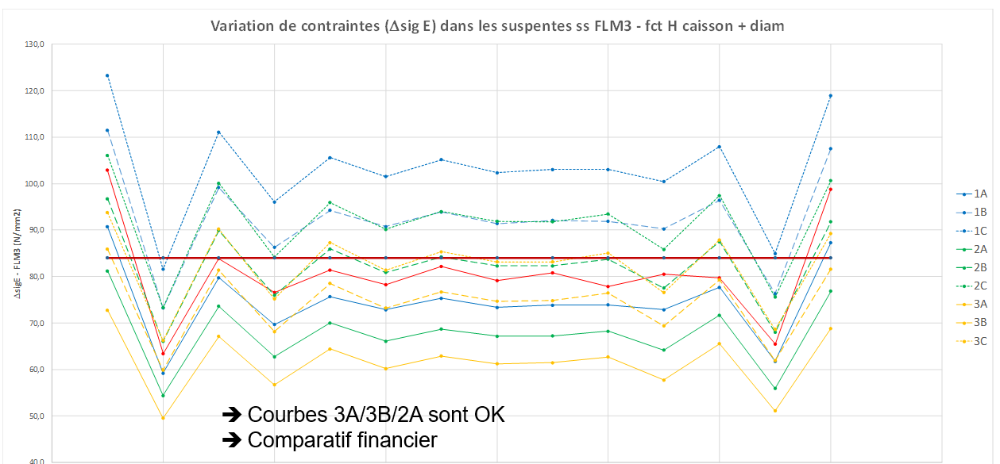 Variation de contraintes (Δsig E) dans les suspentes ss FLM3 - fct H caisson + diam
130,0
120,0
110,0
100,0
90,0
80,0
70,0
60,0
50,0
40,0
ΔsigE - FLM3 (N/mm2)
1A
1B
1C
2A
2B
2C
3A
3B
3C
➔ Courbes 3A/3B/2A sont OK
➔ Comparatif financier